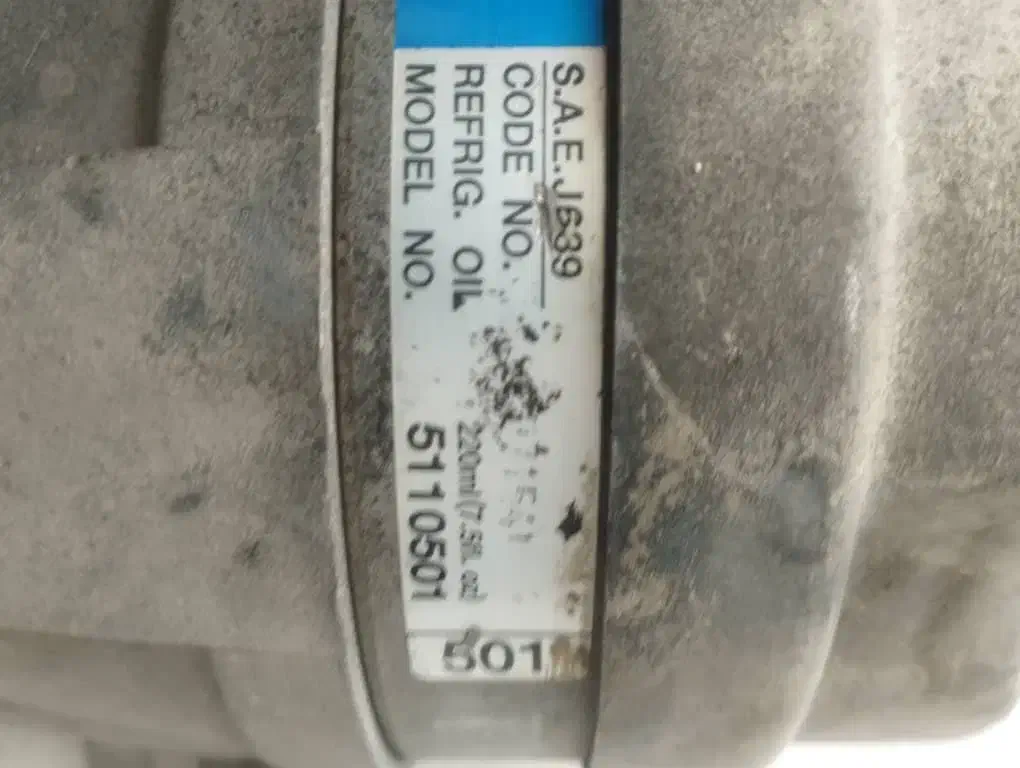 S.A.E.J639
CODE NO.
REFRIG. OIL 220ml (7.5fl. oz)
MODEL NO. 5110501
501